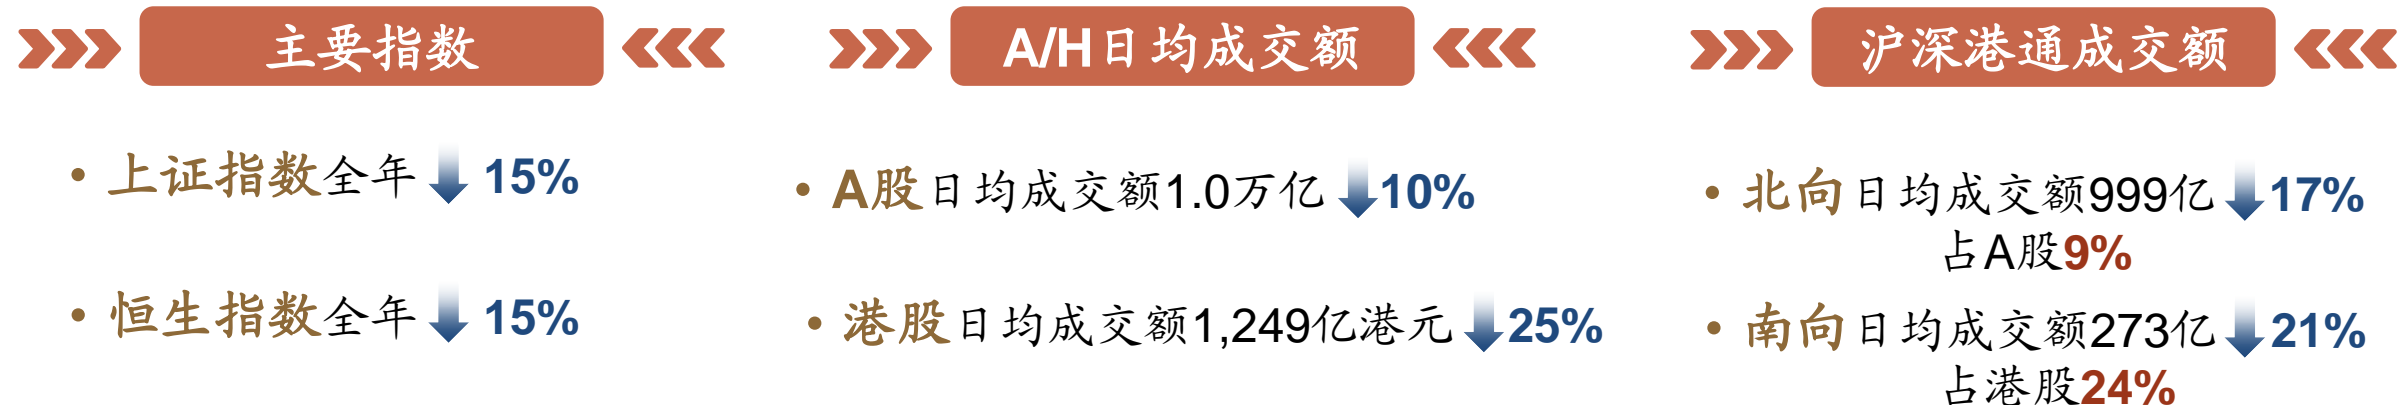 主要指数
上证指数全年 15%
恒生指数全年 15%
A/H日均成交额
A股日均成交额1.0万亿 10%
港股日均成交额1,249亿港元 25%
沪深港通成交额
北向日均成交额999亿 17%
占A股9%
南向日均成交额273亿 21%
占港股24%